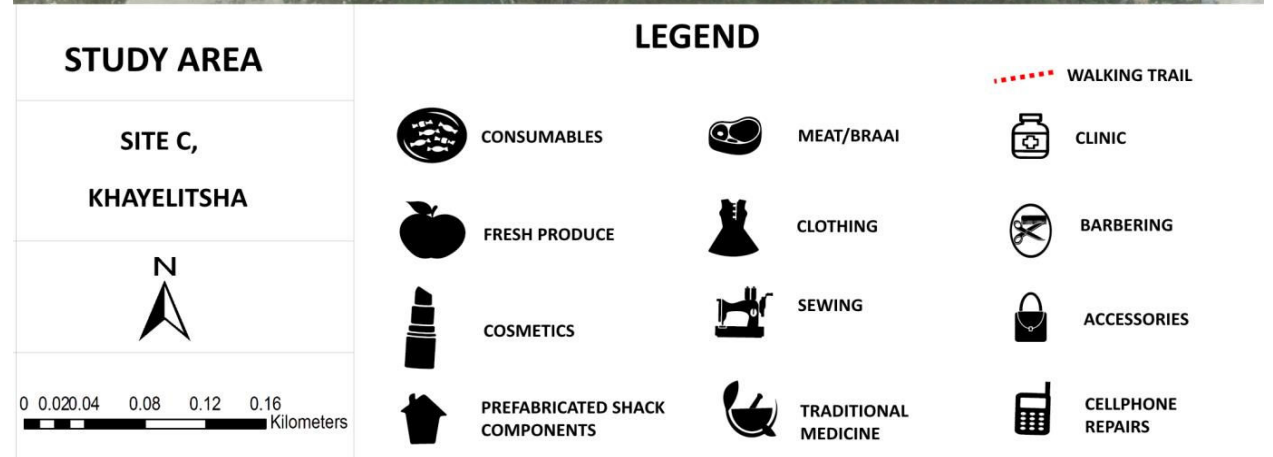 STUDY AREA
SITE C,
KHAYELITSHA
N
0 0.020.04 0.08 0.12 0.16
Kilometers
LEGEND
WALKING TRAIL
CONSUMABLES
MEAT/BRAAI
CLINIC
FRESH PRODUCE
CLOTHING
BARBERING
COSMETICS
SEWING
ACCESSORIES
PREFABRICATED SHACK
COMPONENTS
TRADITIONAL
MEDICINE
CELLPHONE
REPAIRS